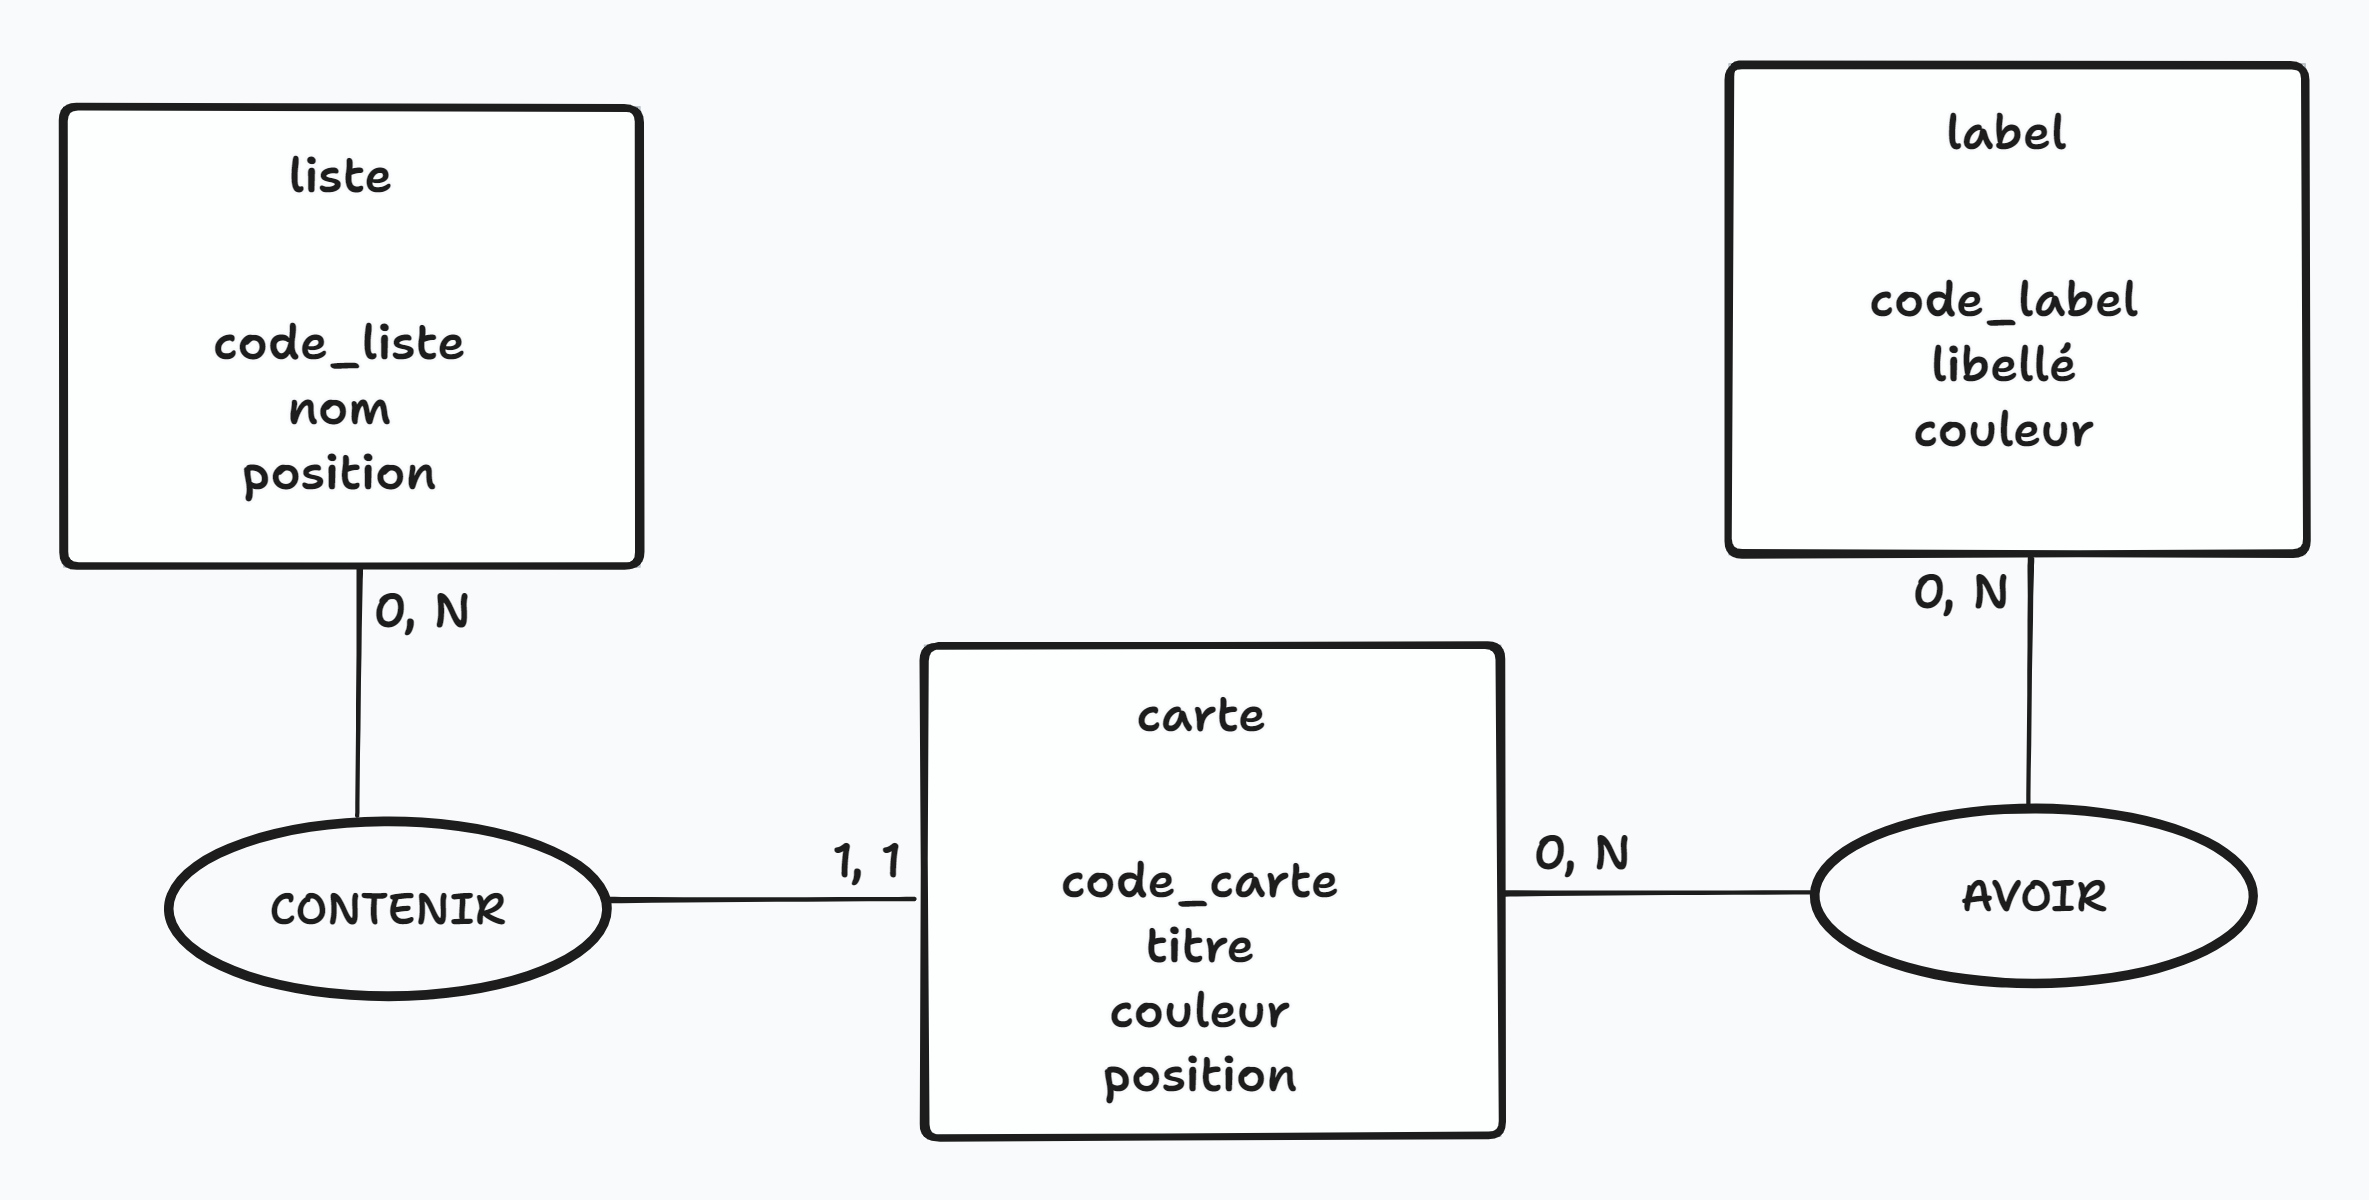 liste
code_liste
nom
position
0, N
CONTENIR
1, 1
carte
code_carte
titre
couleur
position
0, N
AVOIR
0, N
label
code_label
libellé
couleur